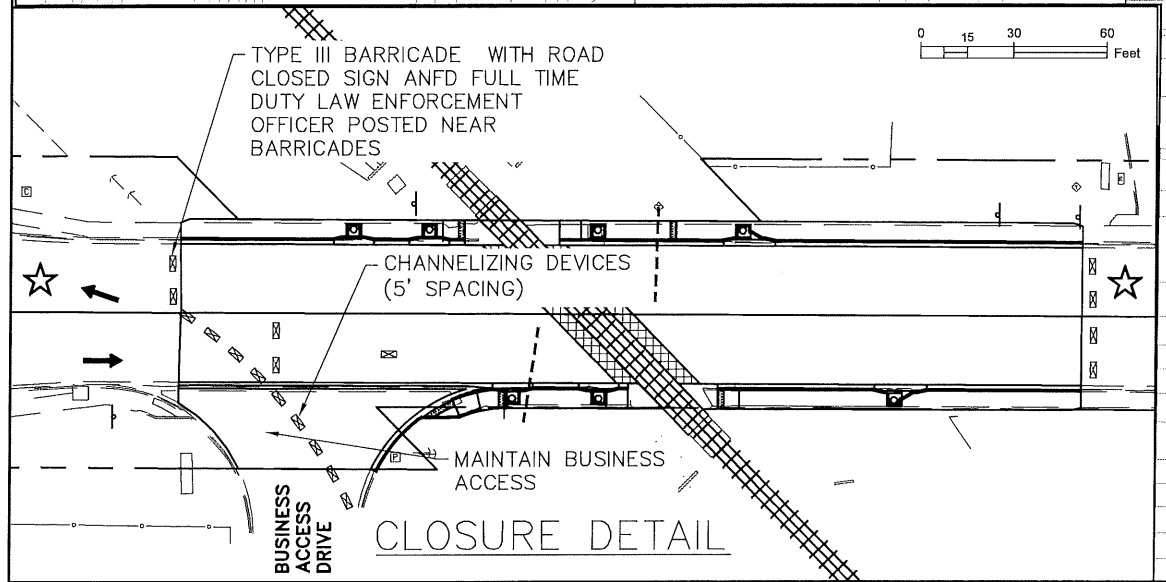 0 15 30 60
Feet
TYPE III BARRICADE WITH ROAD
CLOSED SIGN ANFD FULL TIME
DUTY LAW ENFORCEMENT
OFFICER POSTED NEAR
BARRICADES
C
CHANNELIZING DEVICES
(5' SPACING)
P
MAINTAIN BUSINESS
ACCESS
BUSINESS
ACCESS
DRIVE
CLOSURE DETAIL